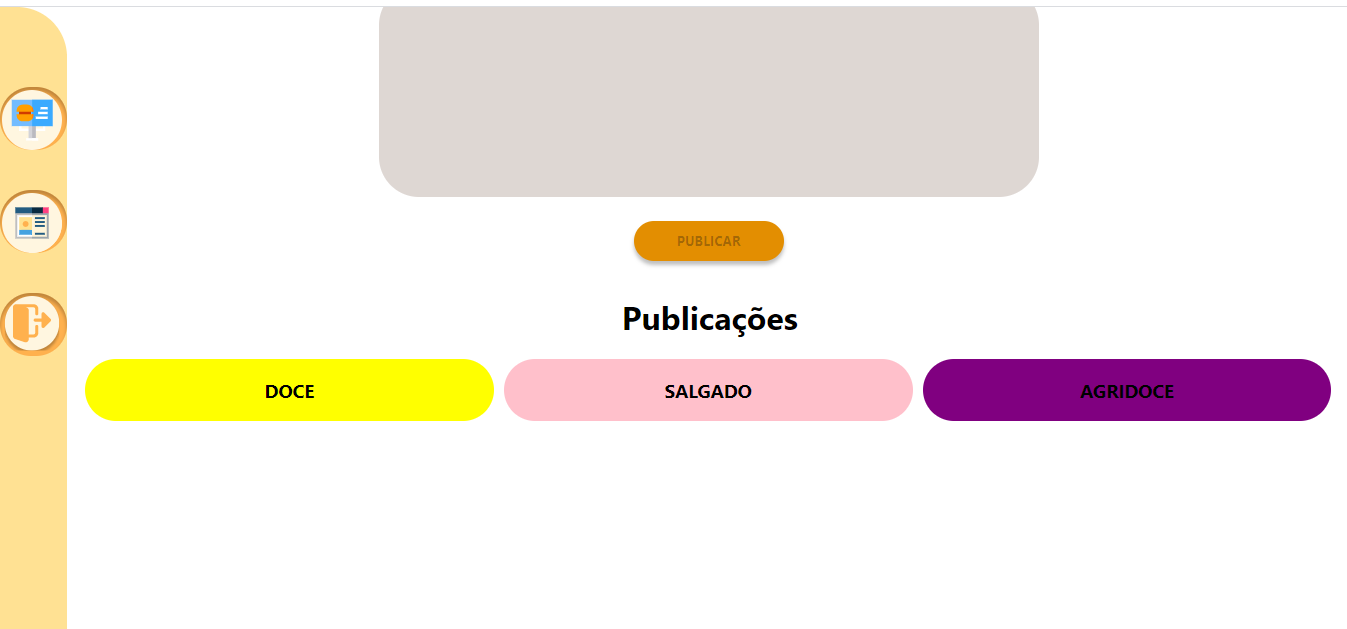 PUBLICAR
Publicações
DOCE
SALGADO
AGRIDOCE